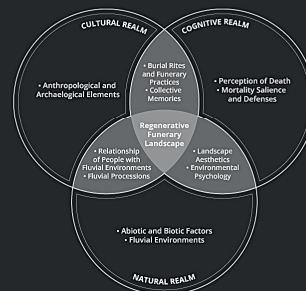 CULTURAL REALM
COGNITIVE REALM
• Burial Rites
and Funerary
Practices
• Collective
Memories
• Anthropological and
Archaelogical Elements
• Perception of Death
• Mortality Salience
and Defenses
Regenerative
Funerary
Landscape
• Relationship
of People with
Fluvial Environments
• Fluvial Processions
• Landscape
Aesthetics
• Environmental
Psychology
• Abiotic and Biotic Factors
• Fluvial Environments
NATURAL REALM